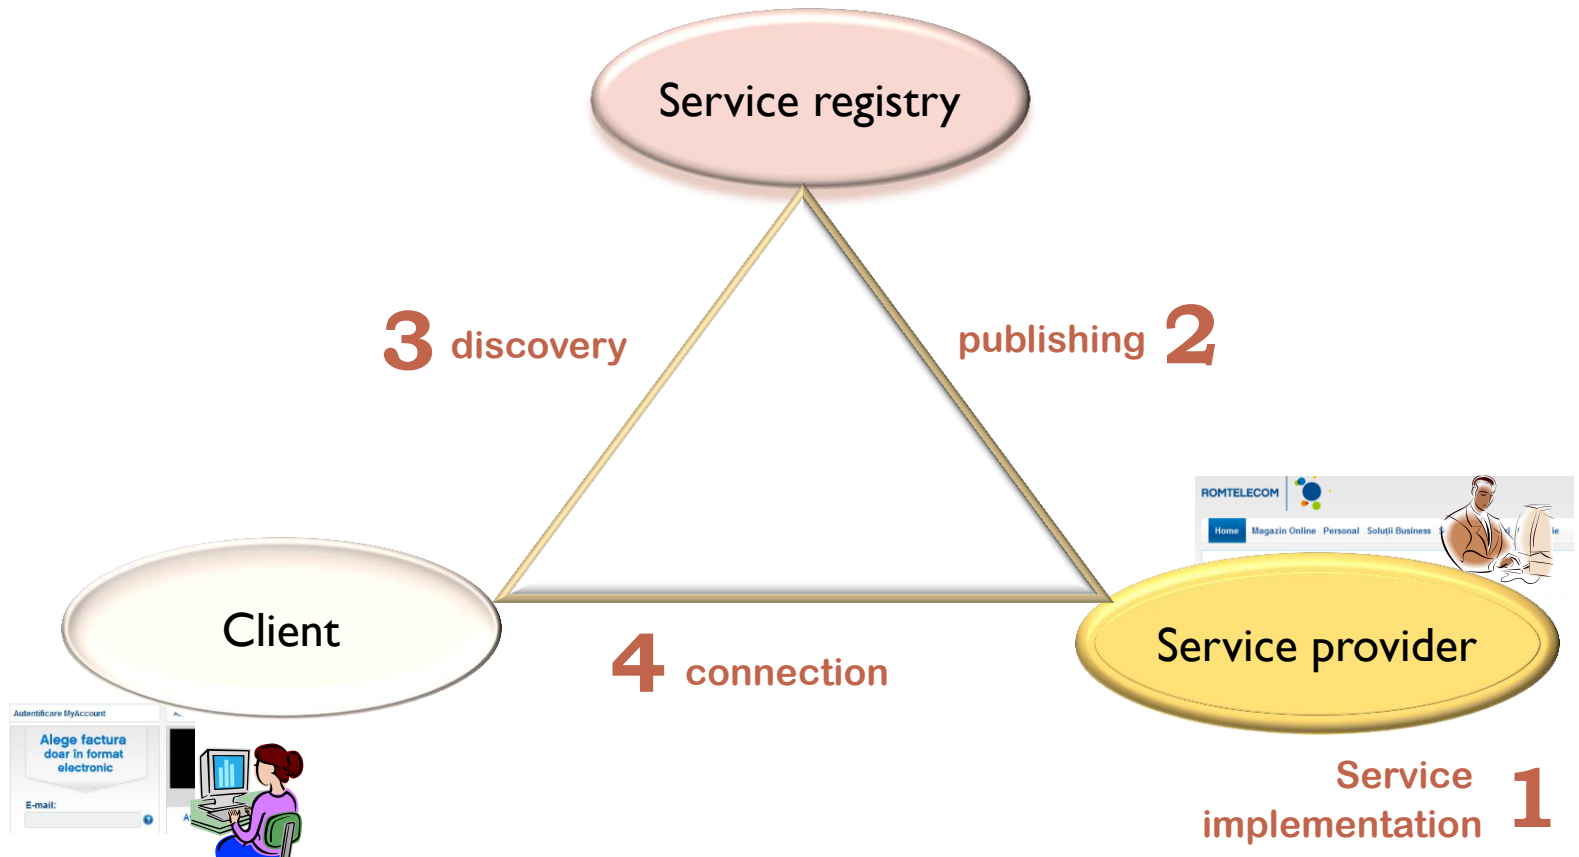 Service registry
3 discovery
publishing 2
ROMTELECOM
Home Magazin Online Personal Soluții Business
Client
Service provider
4 connection
Autentificare MyAccount
Alege factura
doar în format
electronic
E-mail:
Service
implementation 1